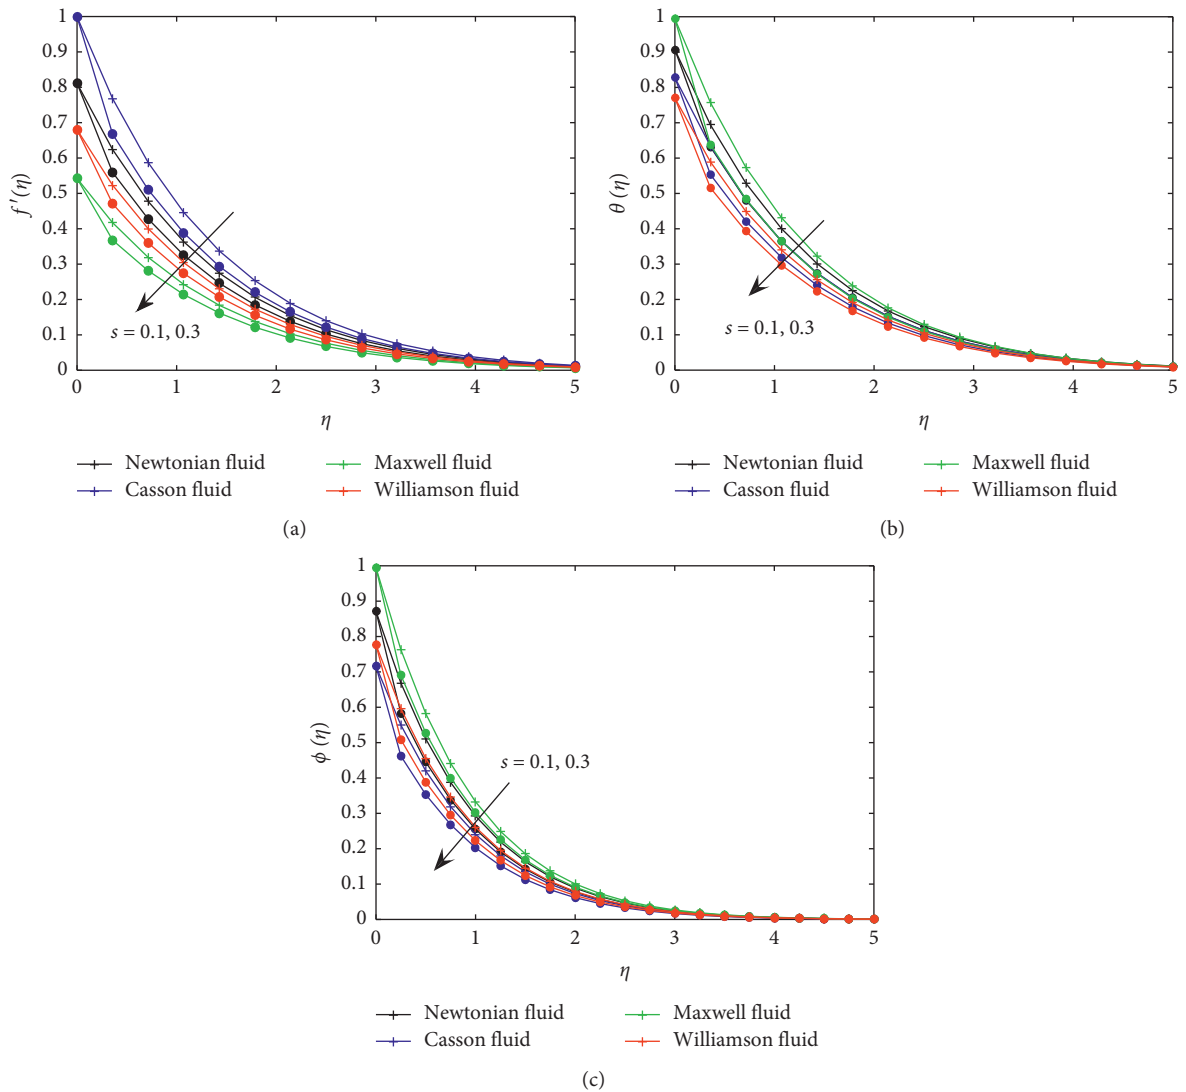 1
0.9
0.8
0.7
0.6
0.5
0.4
0.3
0.2
0.1
0
f ′(η)
s = 0.1, 0.3
0 1 2 3 4 5
η
Newtonian fluid Maxwell fluid
Casson fluid Williamson fluid
(a)
1
0.9
0.8
0.7
0.6
0.5
0.4
0.3
0.2
0.1
0
θ (η)
s = 0.1, 0.3
0 1 2 3 4 5
η
Newtonian fluid Maxwell fluid
Casson fluid Williamson fluid
(b)
1
0.9
0.8
0.7
0.6
0.5
0.4
0.3
0.2
0.1
0
ϕ (η)
s = 0.1, 0.3
0 1 2 3 4 5
η
Newtonian fluid Maxwell fluid
Casson fluid Williamson fluid
(c)